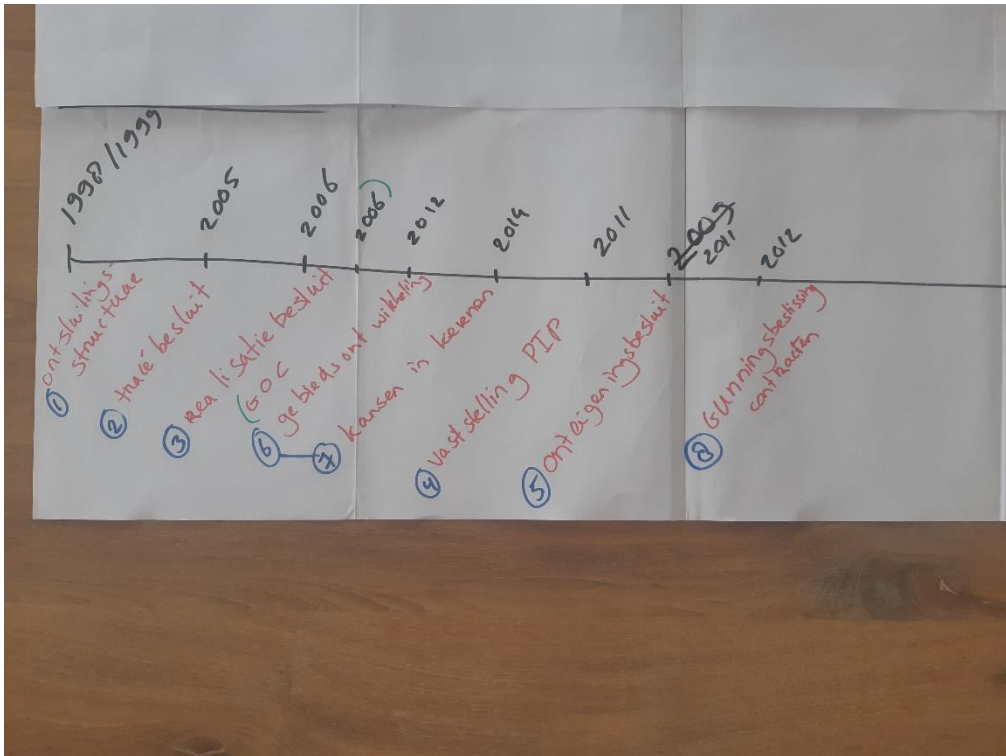 1998/1999
2005
2006
2006)
2012
2014
2011
2009
2011
2012
1 ontsluitings-
structuur
2 tracé besluit
3 Realisatie besluit
(GOC
6 gebiedsontwikkeling
7 kansen in kernen
4 Vaststelling PIP
5 onteigeningsbesluit
8 Gunningsbeslissing
contracten